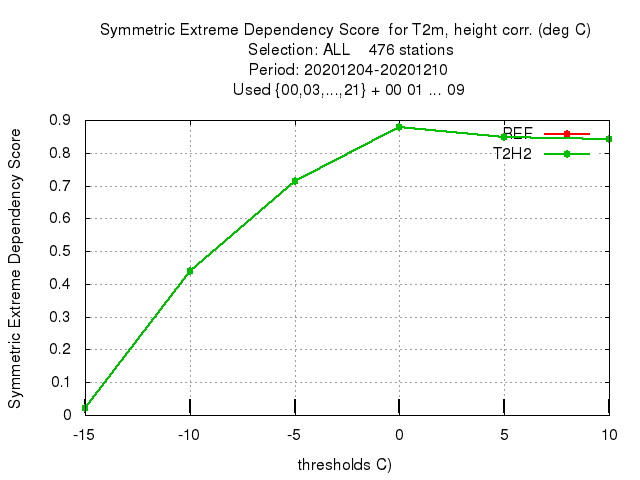 Symmetric Extreme Dependency Score for T2m, height corr. (deg C)
Selection: ALL 476 stations
Period: 20201204-20201210
Used {00,03,...,21} + 00 01 ... 09
Symmetric Extreme Dependency Score
0.9
0.8
0.7
0.6
0.5
0.4
0.3
0.2
0.1
0
REF
T2H2
-15 -10 -5 0 5 10
thresholds C)